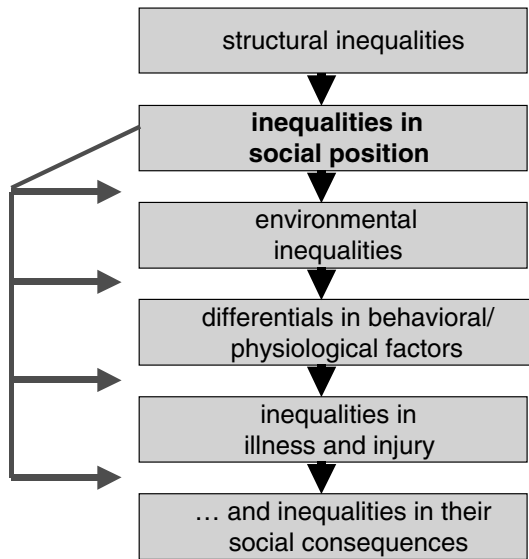 structural inequalities
inequalities in
social position
environmental
inequalities
differentials in behavioral/
physiological factors
inequalities in
illness and injury
… and inequalities in their
social consequences